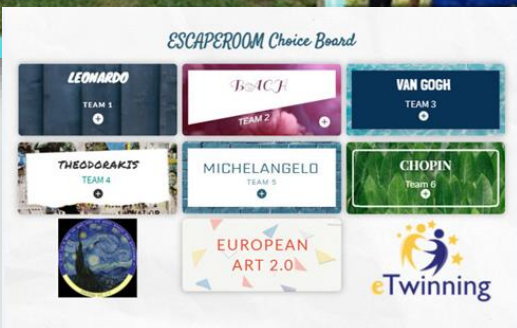 ESCAPEROOM Choice Board
LEONARDO
TEAM 1
BACH
TEAM 2
VAN GOGH
TEAM 3
THEODORAKIS
TEAM 4
MICHELANGELO
TEAM 5
CHOPIN
Team 6
EUROPEAN
ART 2.0
eTwinning